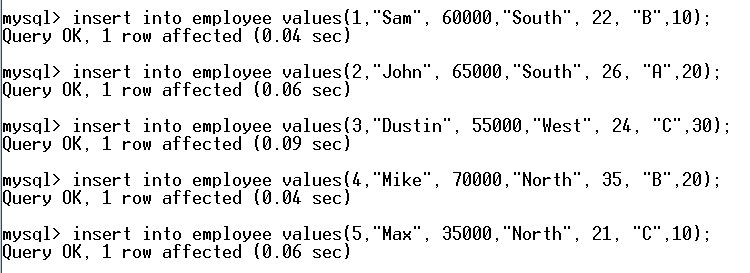 mysql> insert into employee values(1,"Sam", 60000,"South", 22, "B",10);
Query OK, 1 row affected (0.04 sec)
mysql> insert into employee values(2,"John", 65000,"South", 26, "A",20);
Query OK, 1 row affected (0.06 sec)
mysql> insert into employee values(3,"Dustin", 55000,"West", 24, "C",30);
Query OK, 1 row affected (0.09 sec)
mysql> insert into employee values(4,"Mike", 70000,"North", 35, "B",20);
Query OK, 1 row affected (0.04 sec)
mysql> insert into employee values(5,"Max", 35000,"North", 21, "C",10);
Query OK, 1 row affected (0.06 sec)